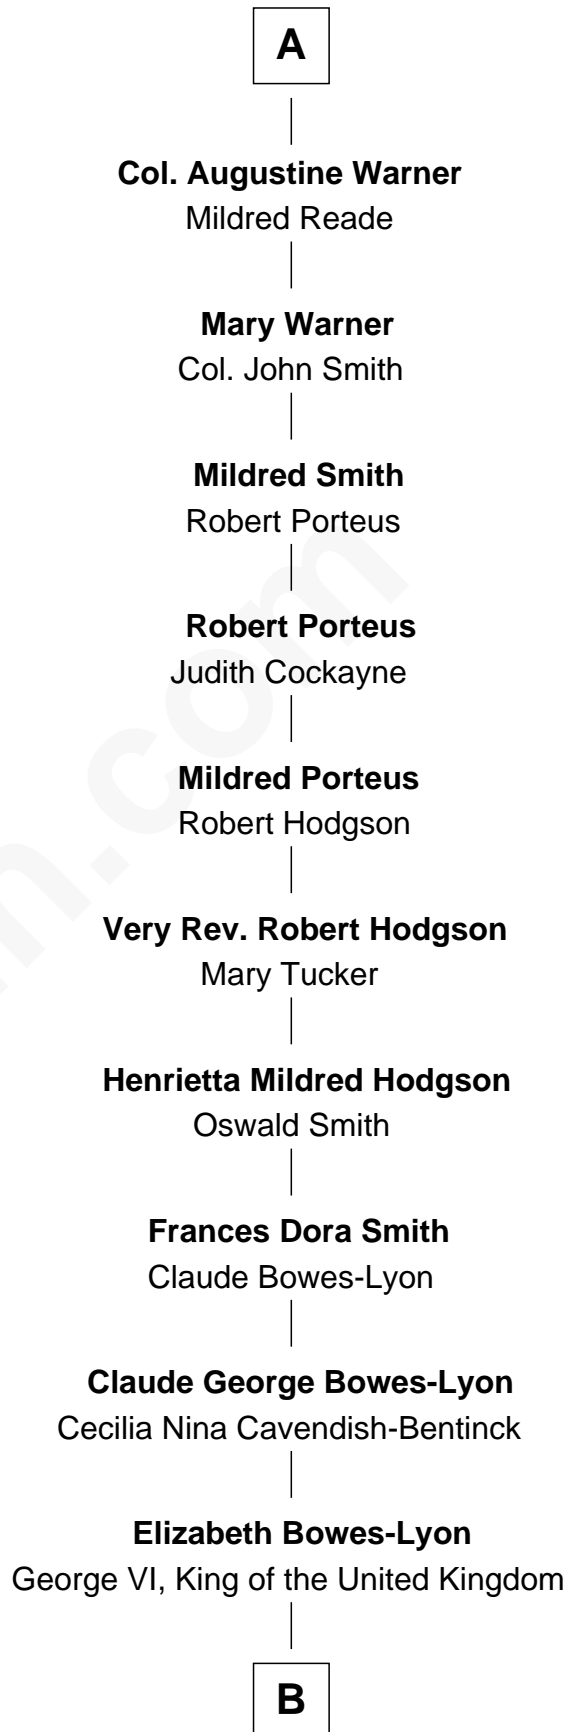 A
Col. Augustine Warner
Mildred Reade
Mary Warner
Col. John Smith
Mildred Smith
Robert Porteus
Robert Porteus
Judith Cockayne
Mildred Porteus
Robert Hodgson
Very Rev. Robert Hodgson
Mary Tucker
Henrietta Mildred Hodgson
Oswald Smith
Frances Dora Smith
Claude Bowes-Lyon
Claude George Bowes-Lyon
Cecilia Nina Cavendish-Bentinck
Elizabeth Bowes-Lyon
George VI, King of the United Kingdom
B